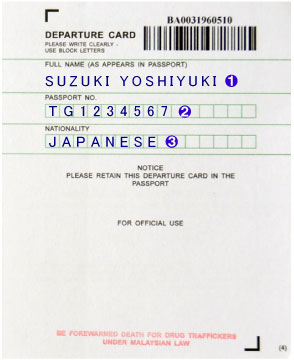 BA0031960510
DEPARTURE CARD
PLEASE WRITE CLEARLY -
USE BLOCK LETTERS
FULL NAME (AS APPEARS IN PASSPORT)
SUZUKI YOSHIYUKI ❶
PASSPORT NO.
TG1234567 ❷
NATIONALITY
JAPANESE ❸
NOTICE
PLEASE RETAIN THIS DEPARTURE CARD IN THE
PASSPORT
FOR OFFICIAL USE
BE FOREWARNED DEATH FOR DRUG TRAFFICKERS
UNDER MALAYSIAN LAW
(4)